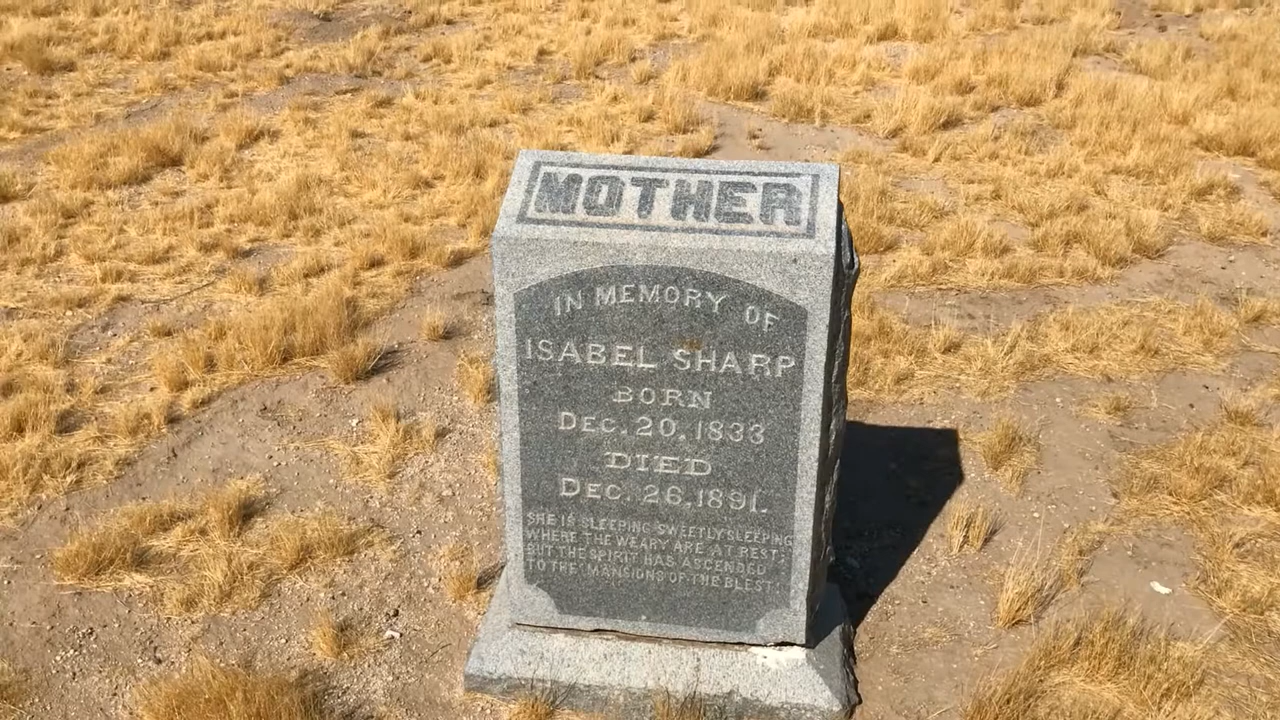 MOTHER
IN MEMORY OF
ISABEL SHARP
BORN
DEC. 20, 1833
DIED
DEC. 26, 1891.
SHE IS SLEEPING SWEETLY SLEEPING
WHERE THE WEARY ARE AT REST;
BUT THE SPIRIT HAS ASCENDED
TO THE MANSIONS OF THE BLEST